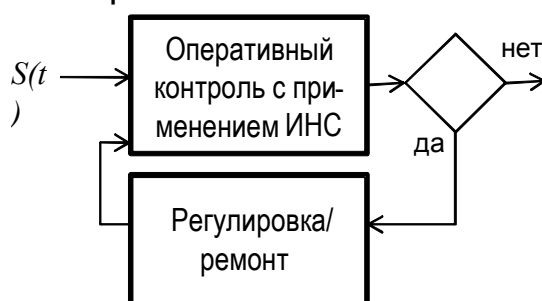 Оперативный
контроль с при-
менением ИНС
S(t
)
нет
да
Регулировка/
ремонт